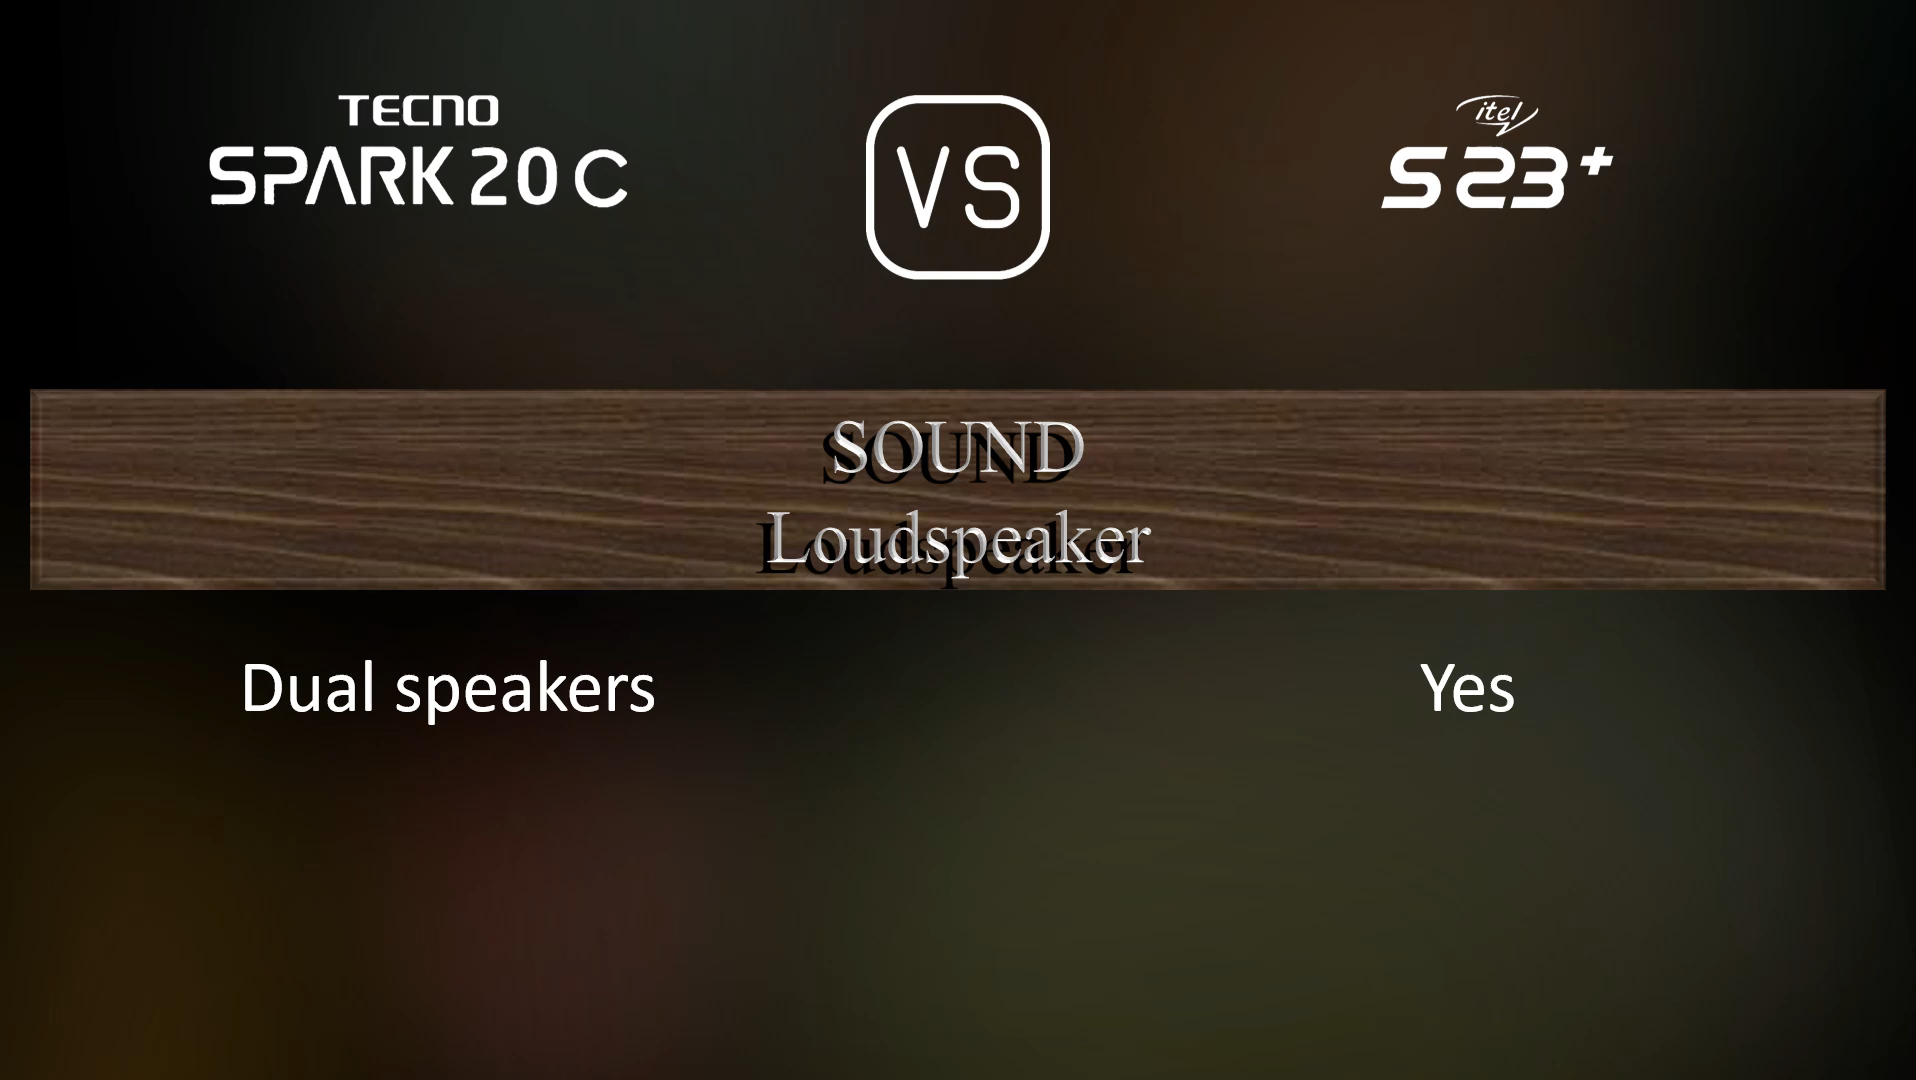 TECNO
SPARK 20 C
VS
itel
S23+
SOUND
Loudspeaker
Dual speakers
Yes